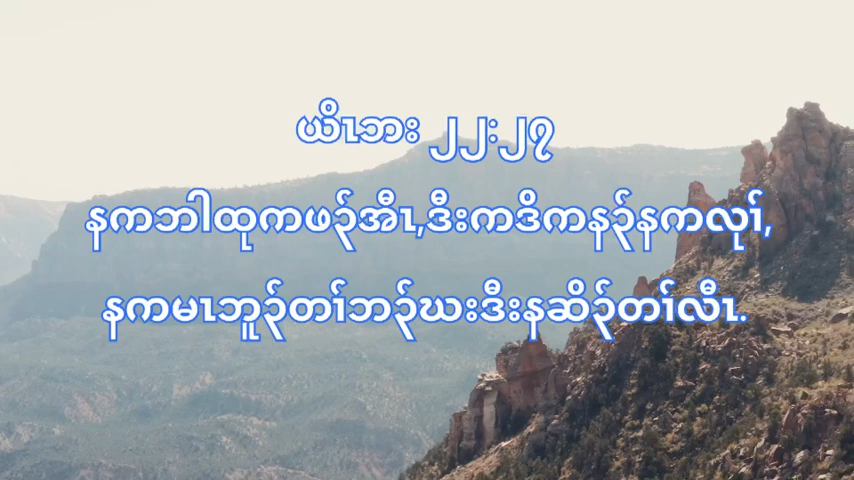 ယိၤဘး ၂၂:၂၇
နကဘါထုကဖၣ်အီၤ,ဒီးကဒိကနၣ်နကလုၢ်,
နကမၤဘူၣ်တၢ်ဘၣ်ဃးဒီးနဆိၣ်တၢ်လီၤ.